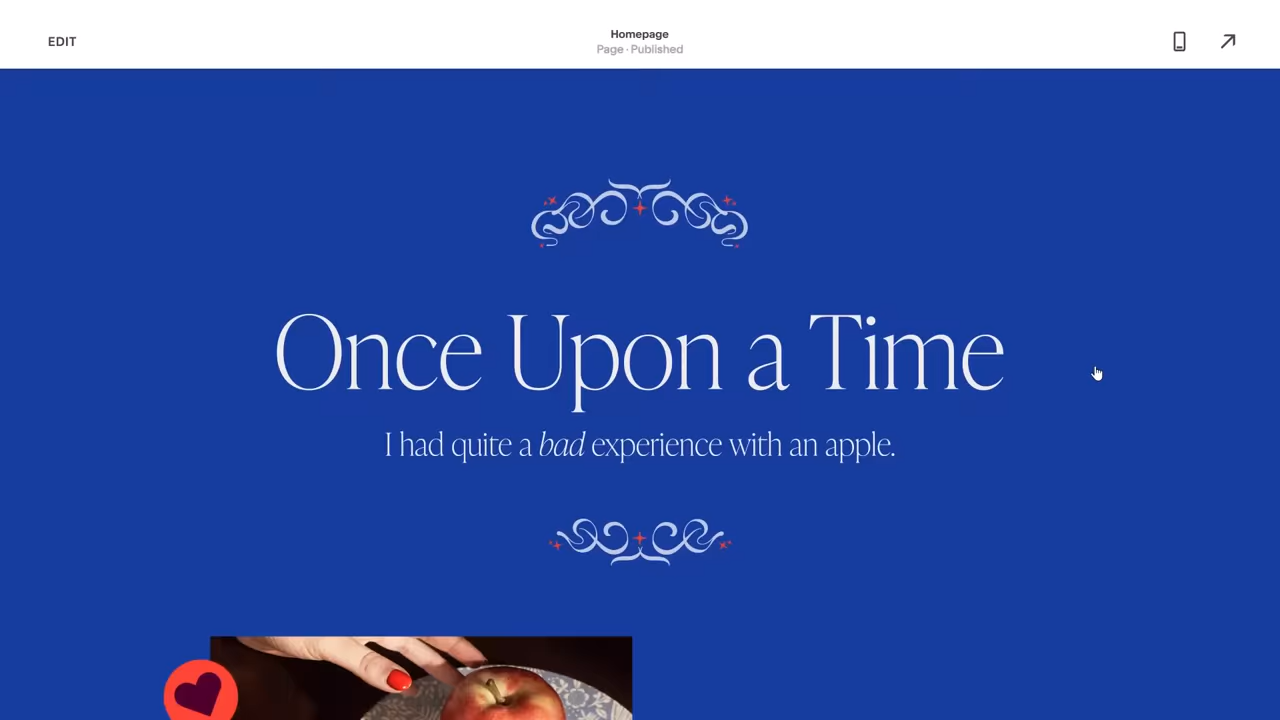 EDIT
Homepage
Page · Published
Once Upon a Time
I had quite a bad experience with an apple.